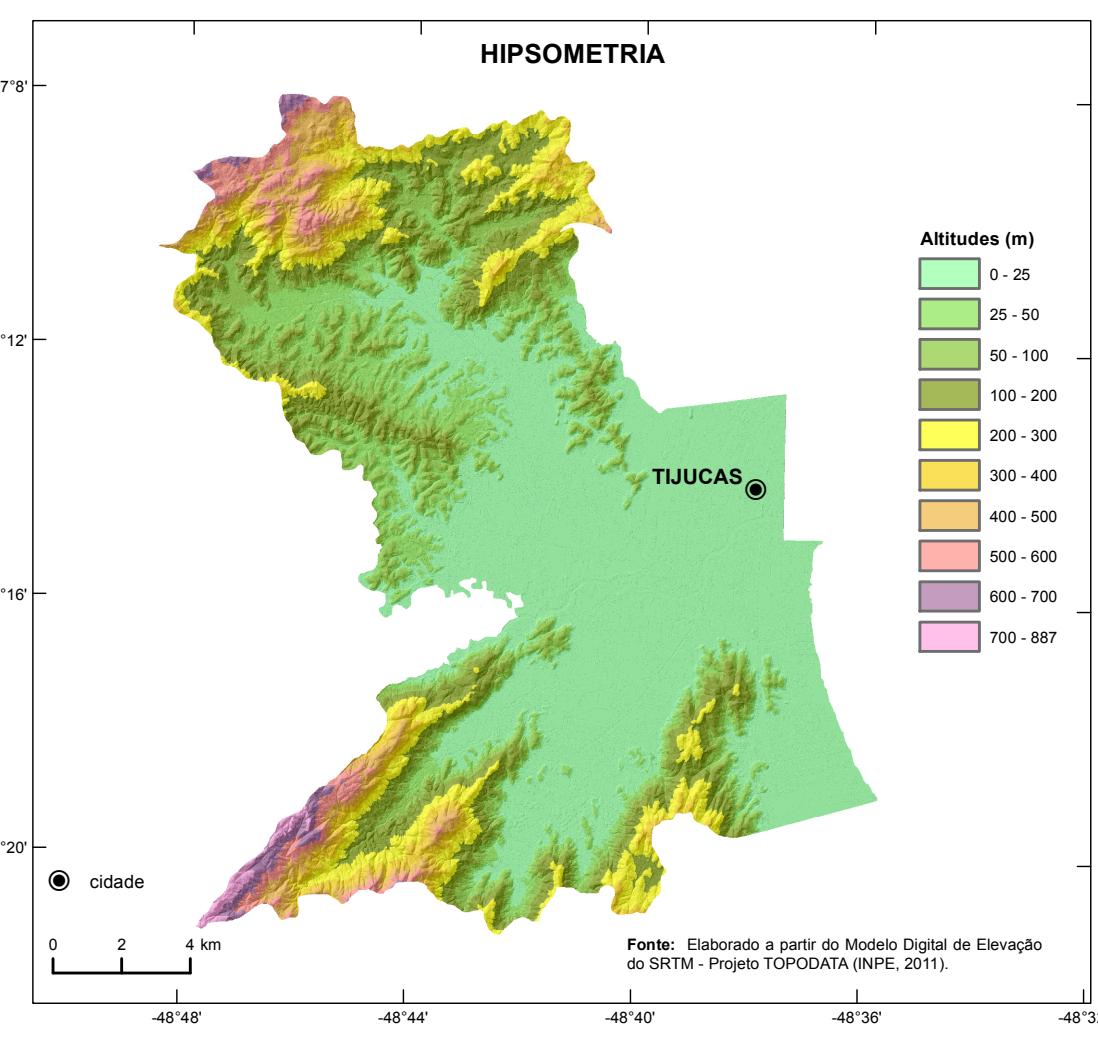 HIPSOMETRIA
7°8'
°12'
°16'
°20'
TIJUCAS
Altitudes (m)
0 - 25
25 - 50
50 - 100
100 - 200
200 - 300
300 - 400
400 - 500
500 - 600
600 - 700
700 - 887
cidade
0 2 4 km
Fonte: Elaborado a partir do Modelo Digital de Elevação
do SRTM - Projeto TOPODATA (INPE, 2011).
-48°48' -48°44' -48°40' -48°36' -48°3